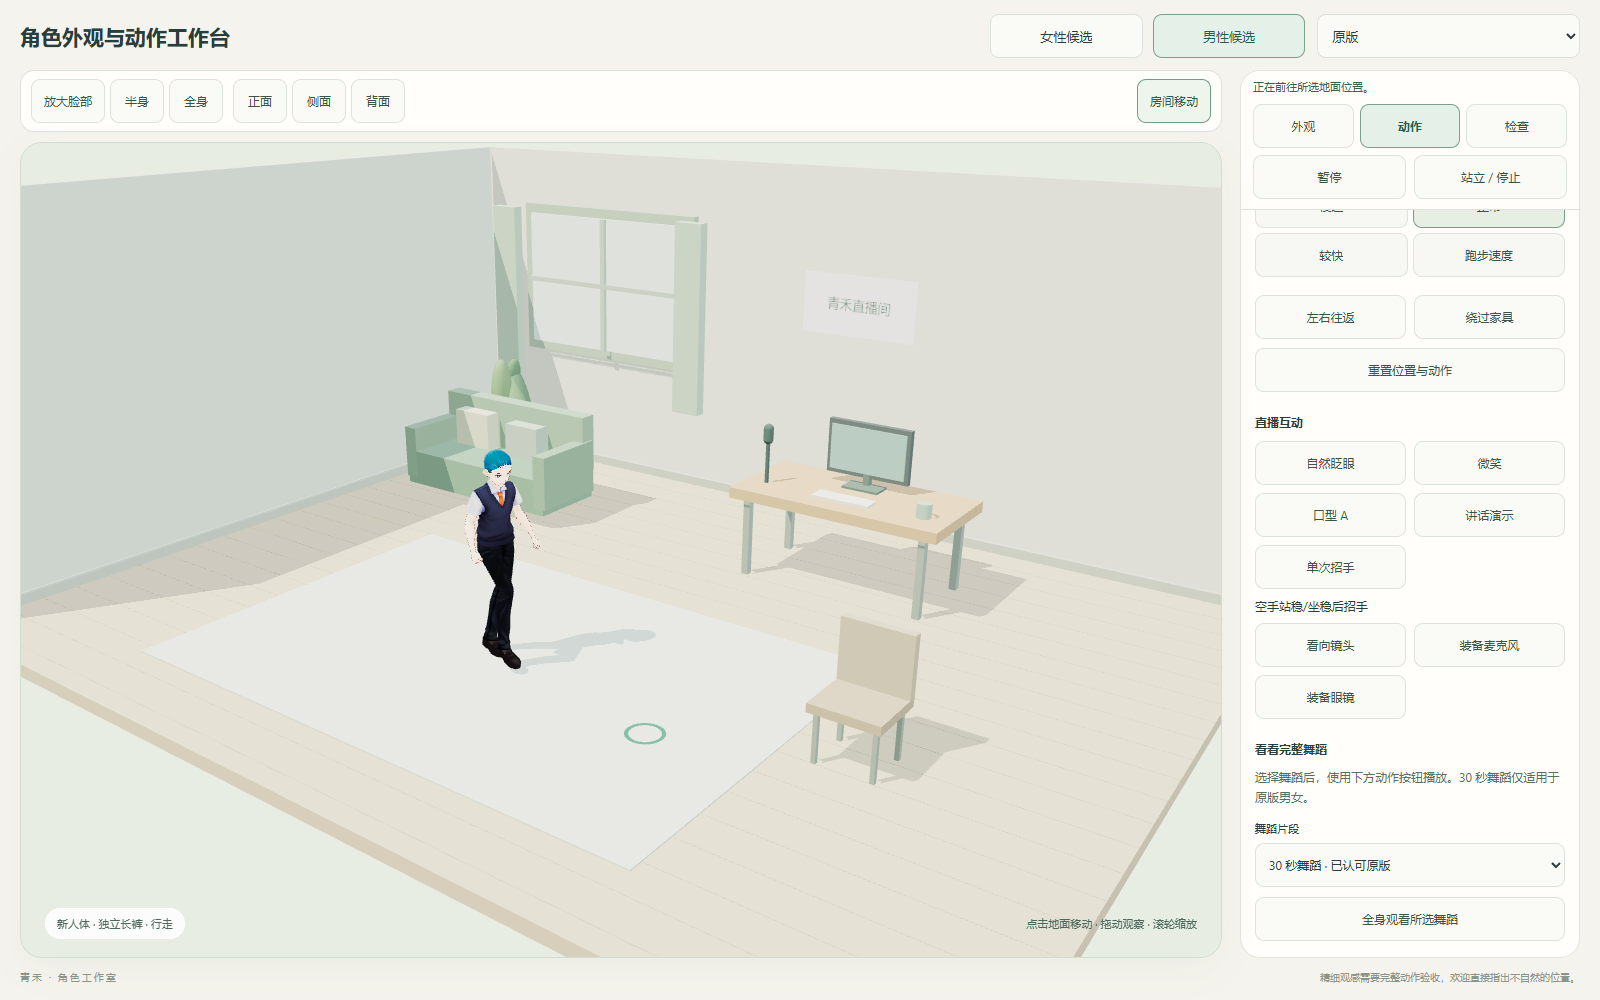 角色外观与动作工作台
女性候选
男性候选
原版
放大脸部
半身
全身
正面
侧面
背面
房间移动
正在前往所选地面位置。
外观
动作
检查
暂停
站立 / 停止
较快
跑步速度
左右往返
绕过家具
重置位置与动作
直播互动
自然眨眼
微笑
口型 A
讲话演示
单次招手
空手站稳/坐稳后招手
看向镜头
装备麦克风
装备眼镜
看看完整舞蹈
选择舞蹈后，使用下方动作按钮播放。30 秒舞蹈仅适用于
原版男女。
舞蹈片段
30 秒舞蹈 · 已认可原版
全身观看所选舞蹈
青禾直播间
新人体 · 独立长裤 · 行走
点击地面移动 · 拖动观察 · 滚轮缩放
青禾 · 角色工作室
精细观感需要完整动作验收，欢迎直接指出不自然的位置。